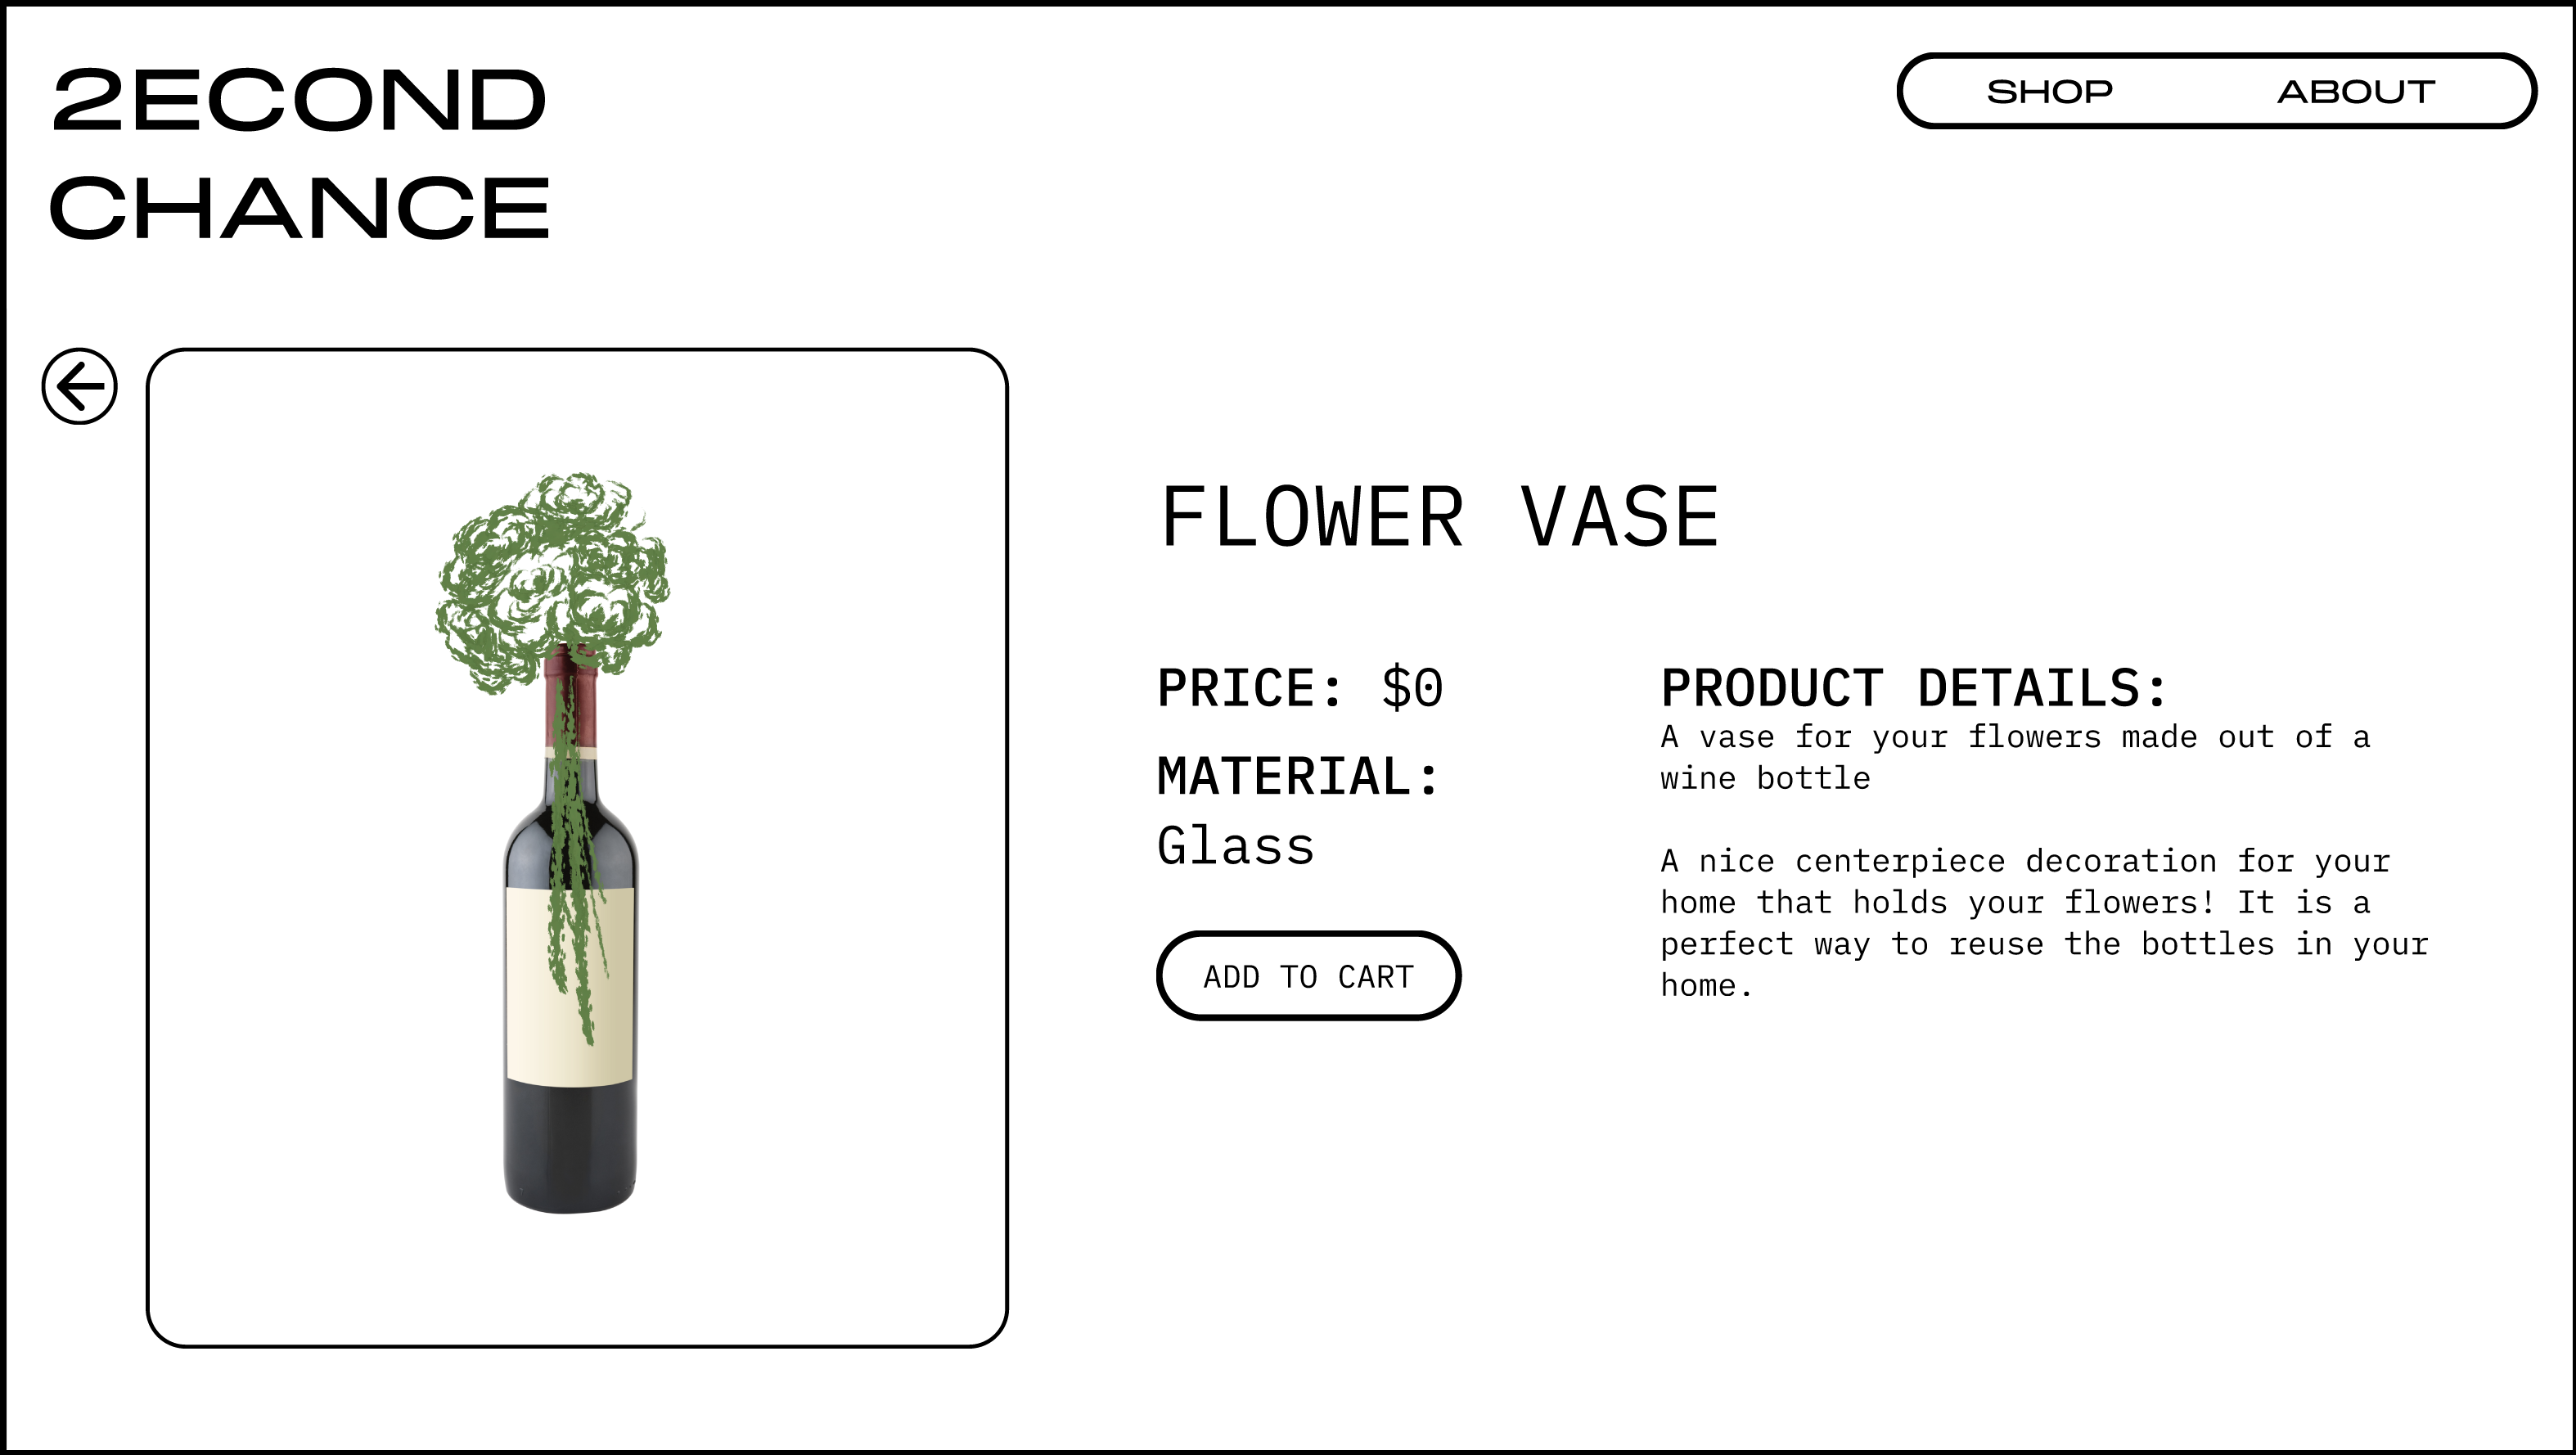 2ECOND
CHANCE
SHOP
ABOUT
FLOWER VASE
PRICE: $0
MATERIAL:
Glass
ADD TO CART
PRODUCT DETAILS:
A vase for your flowers made out of a
wine bottle
A nice centerpiece decoration for your
home that holds your flowers! It is a
perfect way to reuse the bottles in your
home.